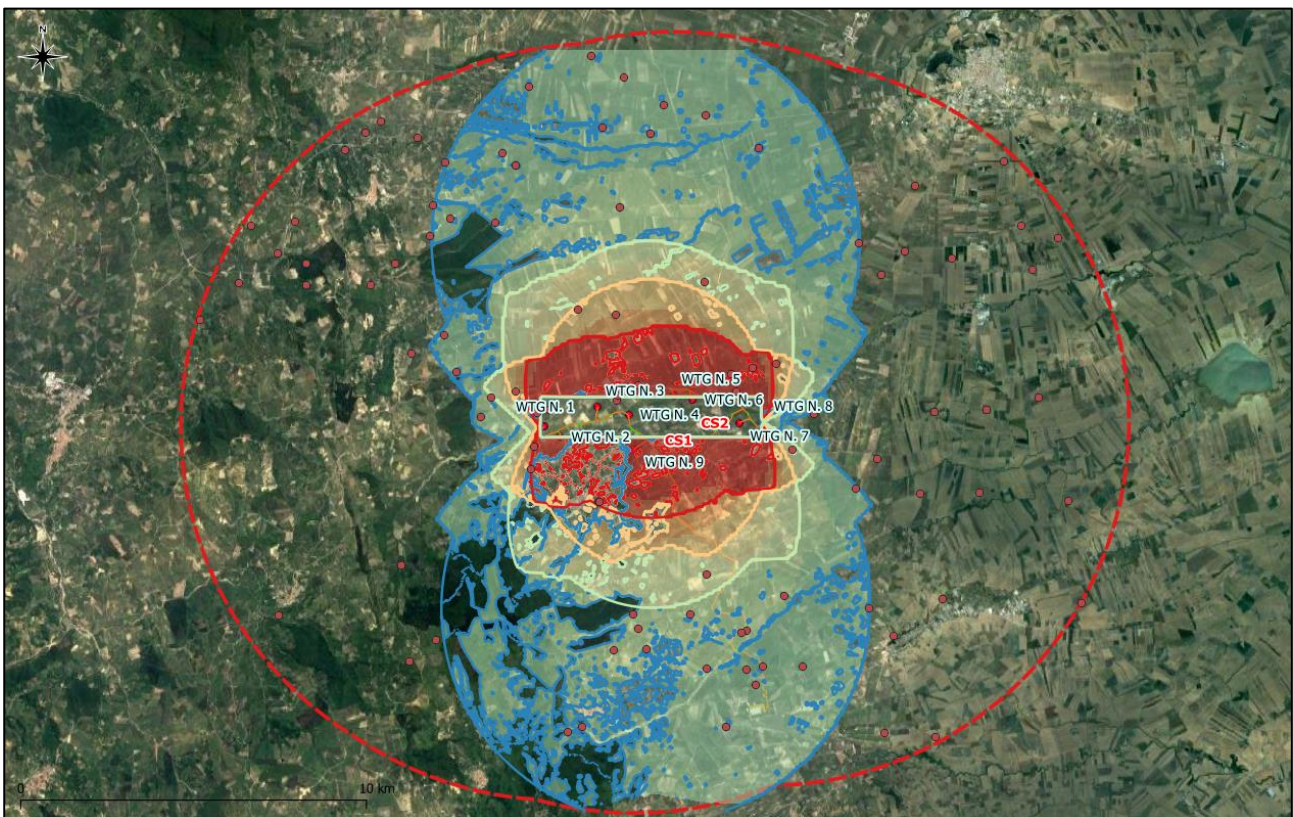 N
WTG N. 5
WTG N. 3
WTG N. 6
WTG N. 1
WTG N. 8
WTG N. 4
CS2
WTG N. 2
CS1
WTG N. 7
WTG N. 9
0
10 km